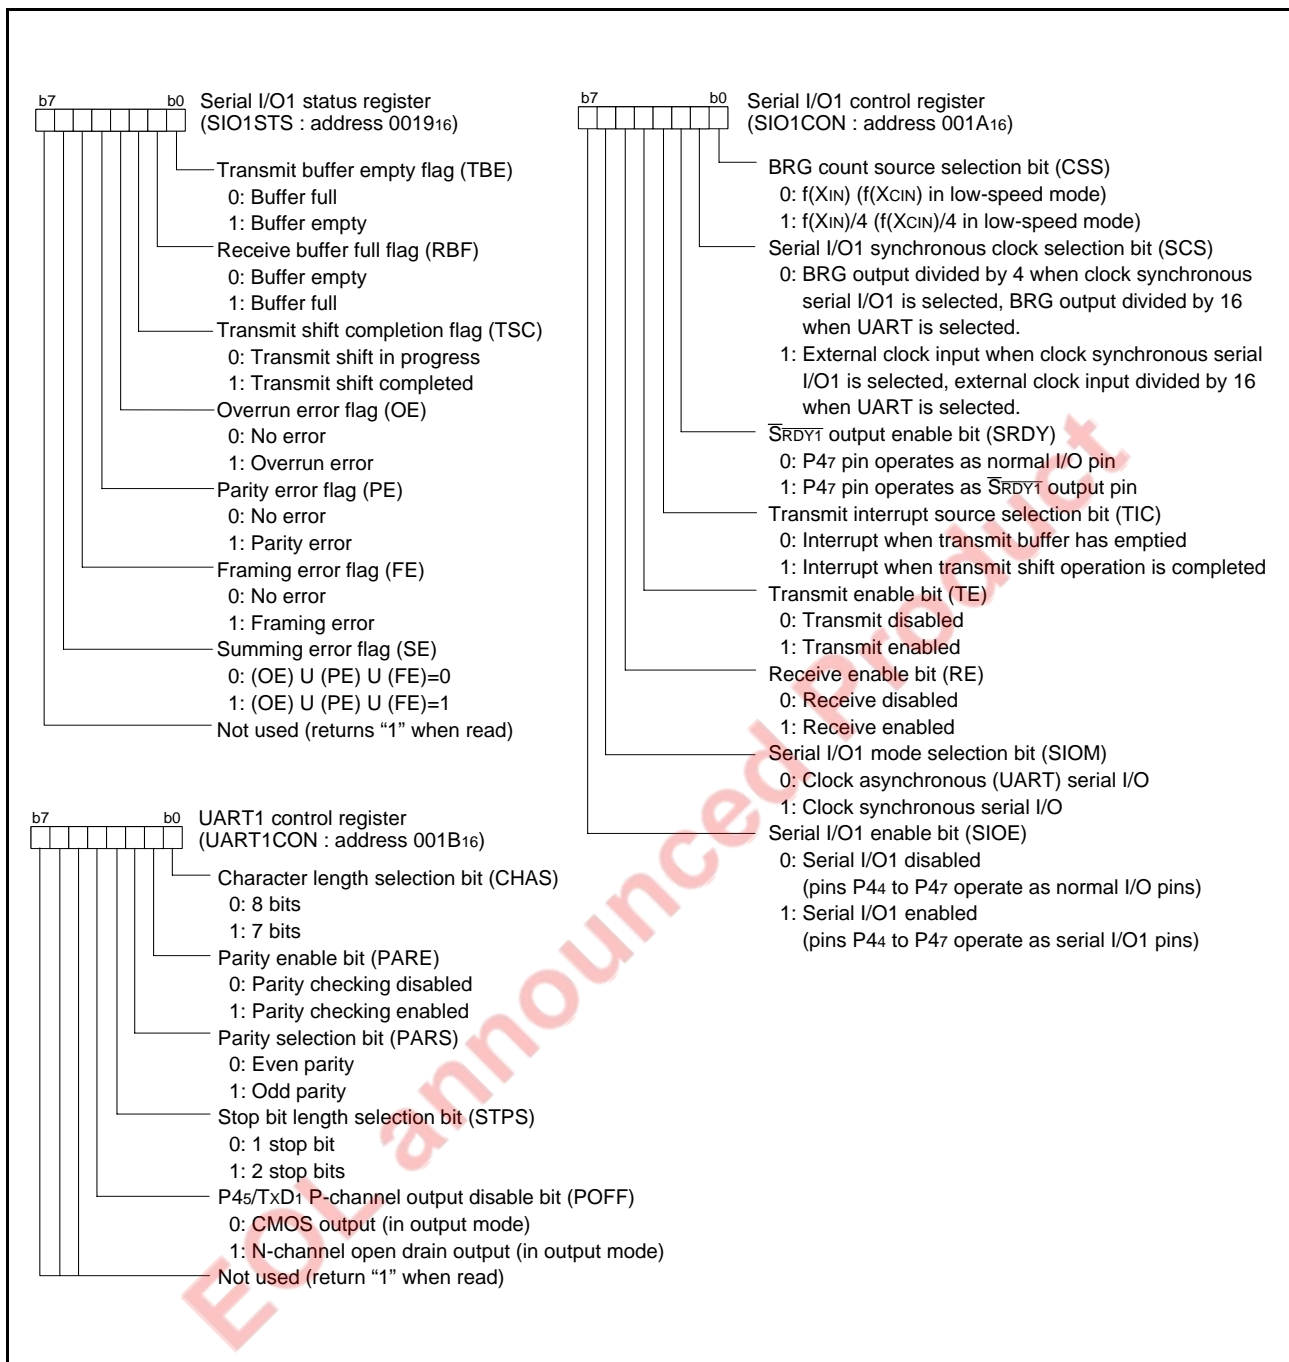 b7 b0 Serial I/O1 status register
(SIO1STS : address 001916)
Transmit buffer empty flag (TBE)
0: Buffer full
1: Buffer empty
Receive buffer full flag (RBF)
0: Buffer empty
1: Buffer full
Transmit shift completion flag (TSC)
0: Transmit shift in progress
1: Transmit shift completed
Overrun error flag (OE)
0: No error
1: Overrun error
Parity error flag (PE)
0: No error
1: Parity error
Framing error flag (FE)
0: No error
1: Framing error
Summing error flag (SE)
0: (OE) U (PE) U (FE)=0
1: (OE) U (PE) U (FE)=1
Not used (returns “1” when read)
b7 b0 UART1 control register
(UART1CON : address 001B16)
Character length selection bit (CHAS)
0: 8 bits
1: 7 bits
Parity enable bit (PARE)
0: Parity checking disabled
1: Parity checking enabled
Parity selection bit (PARS)
0: Even parity
1: Odd parity
Stop bit length selection bit (STPS)
0: 1 stop bit
1: 2 stop bits
P45/TXD1 P-channel output disable bit (POFF)
0: CMOS output (in output mode)
1: N-channel open drain output (in output mode)
Not used (return “1” when read)
b7 b0 Serial I/O1 control register
(SIO1CON : address 001A16)
BRG count source selection bit (CSS)
0: f(XIN) (f(XCIN) in low-speed mode)
1: f(XIN)/4 (f(XCIN)/4 in low-speed mode)
Serial I/O1 synchronous clock selection bit (SCS)
0: BRG output divided by 4 when clock synchronous
serial I/O1 is selected, BRG output divided by 16
when UART is selected.
1: External clock input when clock synchronous serial
I/O1 is selected, external clock input divided by 16
when UART is selected.
SRDY1 output enable bit (SRDY)
0: P47 pin operates as normal I/O pin
1: P47 pin operates as SRDY1 output pin
Transmit interrupt source selection bit (TIC)
0: Interrupt when transmit buffer has emptied
1: Interrupt when transmit shift operation is completed
Transmit enable bit (TE)
0: Transmit disabled
1: Transmit enabled
Receive enable bit (RE)
0: Receive disabled
1: Receive enabled
Serial I/O1 mode selection bit (SIOM)
0: Clock asynchronous (UART) serial I/O
1: Clock synchronous serial I/O
Serial I/O1 enable bit (SIOE)
0: Serial I/O1 disabled
(pins P44 to P47 operate as normal I/O pins)
1: Serial I/O1 enabled
(pins P44 to P47 operate as serial I/O1 pins)
EOL announced Product